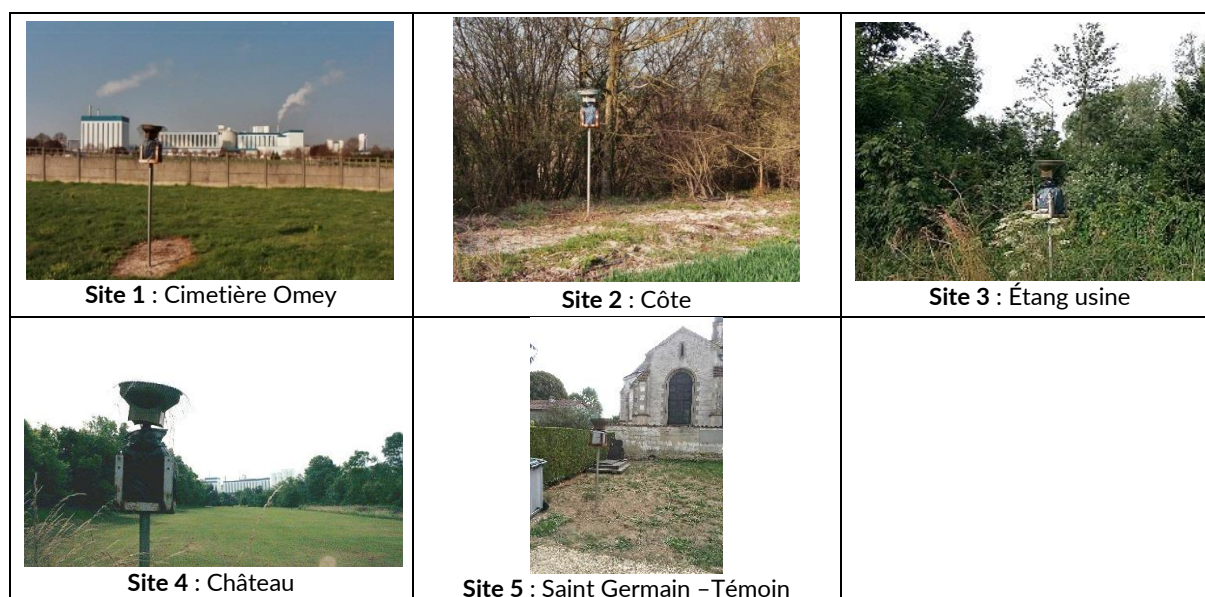 Site 1 : Cimetière Omey
Site 2 : Côte
Site 3 : Étang usine
Site 4 : Château
Site 5 : Saint Germain –Témoin